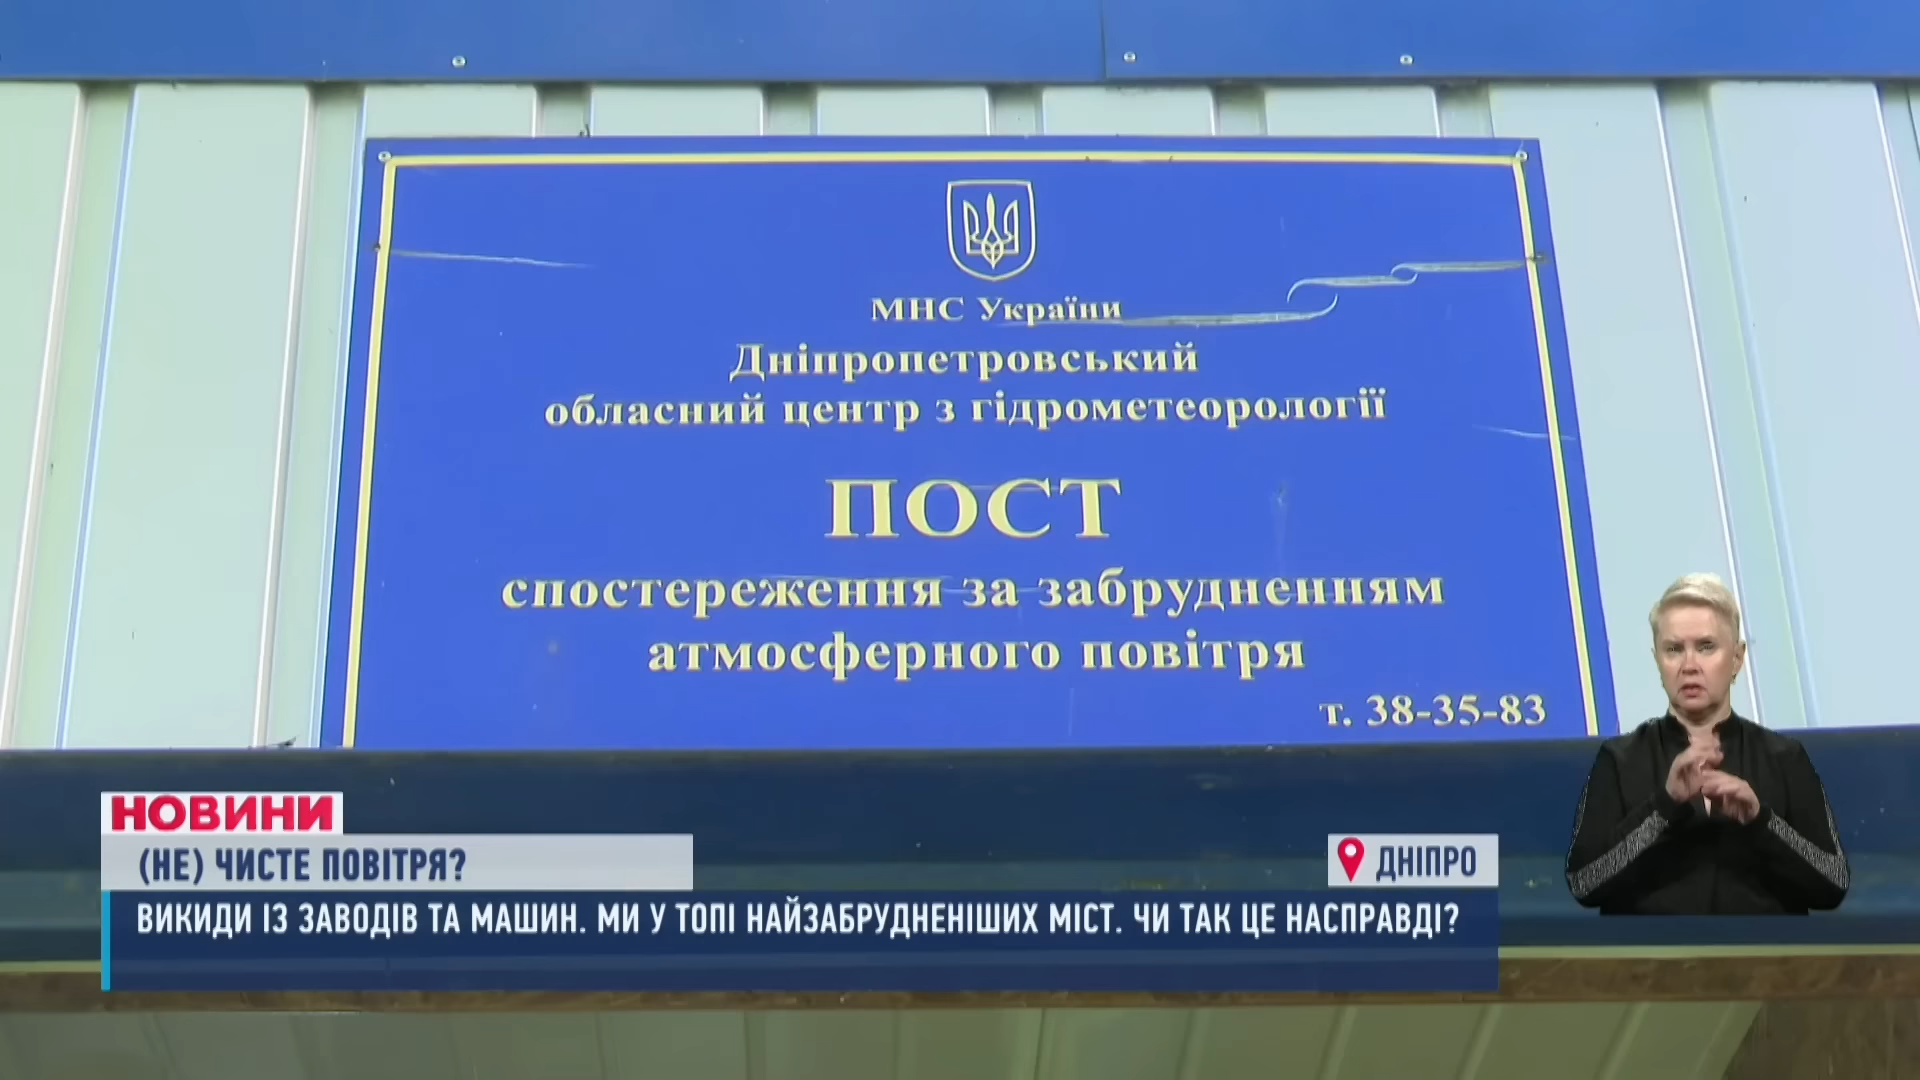 МНС України
Дніпропетровський
обласний центр з гідрометеорології
ПОСТ
спостереження за забрудненням
атмосферного повітря
т. 38-35-83
НОВИНИ
(НЕ) ЧИСТЕ ПОВІТРЯ?
ДНІПРО
ВИКИДИ ІЗ ЗАВОДІВ ТА МАШИН. МИ У ТОПІ НАЙЗАБРУДНЕНІШИХ МІСТ. ЧИ ТАК ЦЕ НАСПРАВДІ?